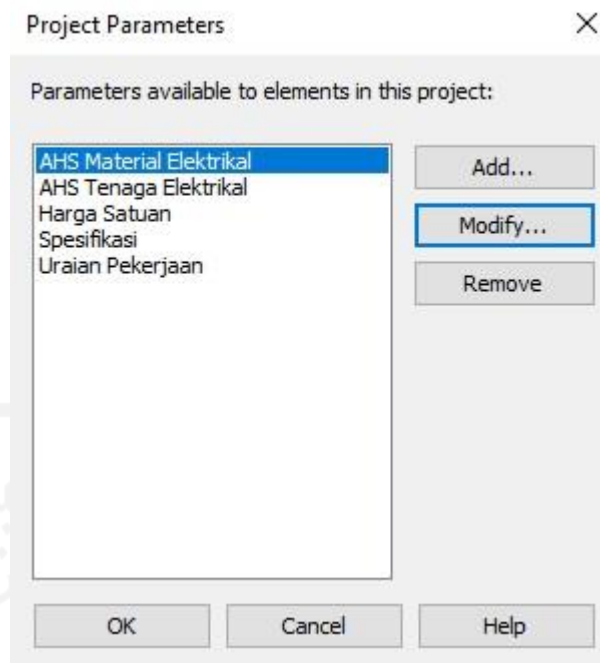 Project Parameters
Parameters available to elements in this project:
AHS Material Elektrikal
AHS Tenaga Elektrikal
Harga Satuan
Spesifikasi
Uraian Pekerjaan
Add...
Modify...
Remove
OK
Cancel
Help